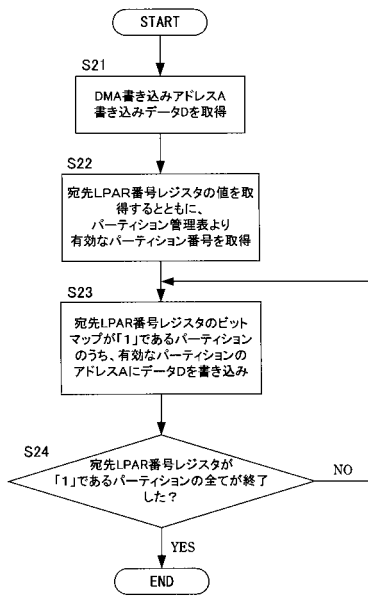 START
S21
DMA書き込みアドレスA
書き込みデータDを取得
S22
宛先LPAR番号レジスタの値を取
得するとともに、
パーティション管理表より
有効なパーティション番号を取得
S23
宛先LPAR番号レジスタのビット
マップが「1」であるパーティション
のうち、有効なパーティションの
アドレスAにデータDを書き込み
S24
宛先LPAR番号レジスタが
「1」であるパーティションの全てが終了
した?
NO
YES
END